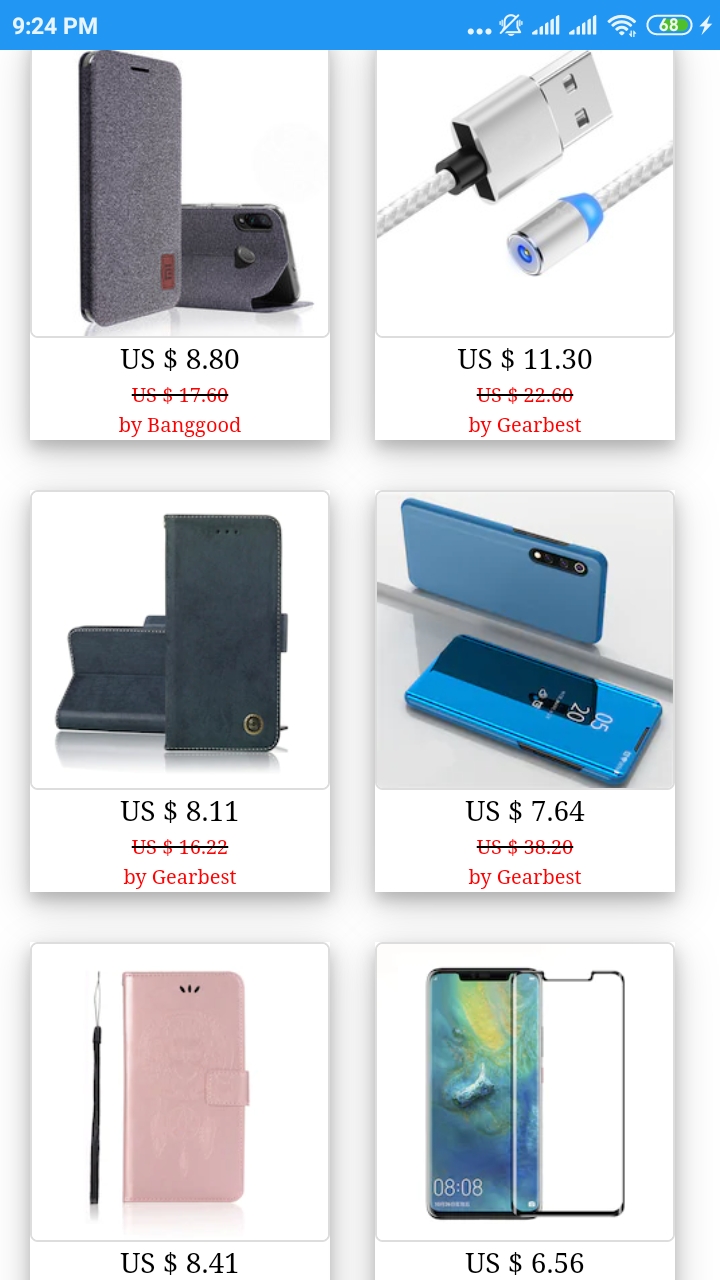 9:24 PM
68
US $ 8.80
US $ 17.60
by Banggood
US $ 11.30
US $ 22.60
by Gearbest
US $ 8.11
US $ 16.22
by Gearbest
05
20
US $ 7.64
US $ 38.20
by Gearbest
08:08
US $ 8.41
US $ 6.56